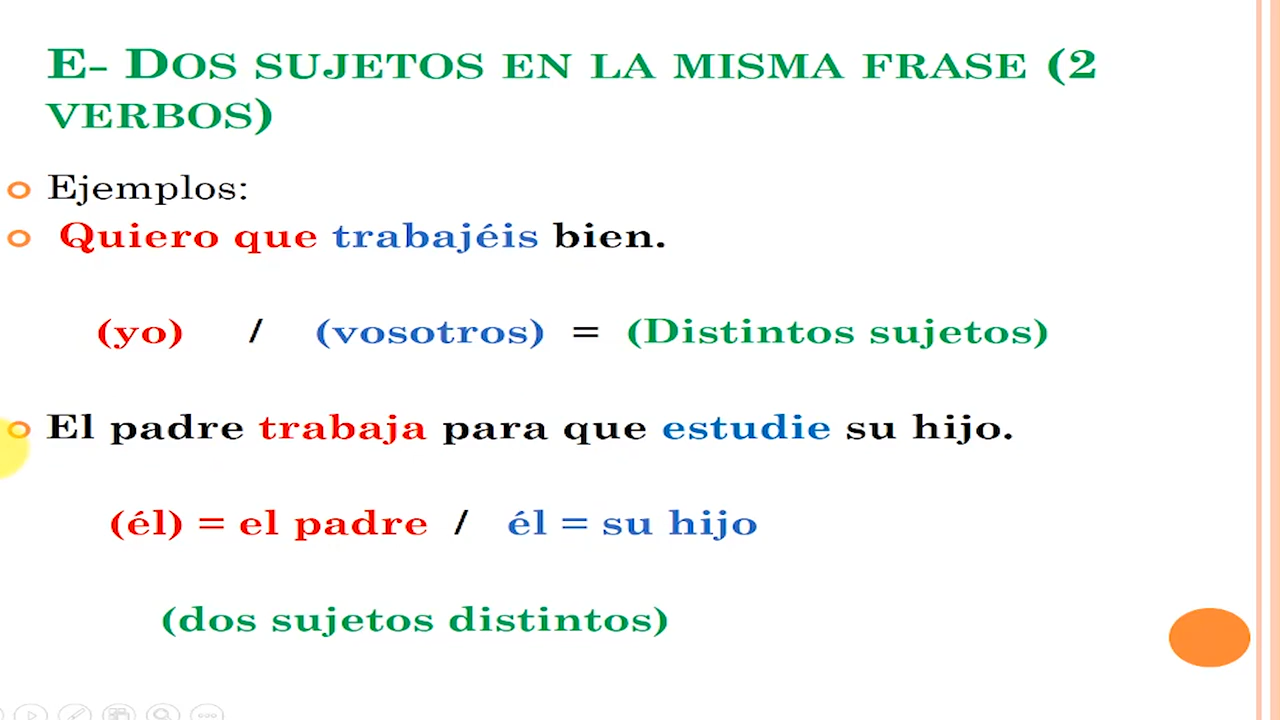 E- Dos sujetos en la misma frase (2
verbos)
Ejemplos:
Quiero que trabajéis bien.
(yo) / (vosotros) = (Distintos sujetos)
El padre trabaja para que estudie su hijo.
(él) = el padre / él = su hijo
(dos sujetos distintos)